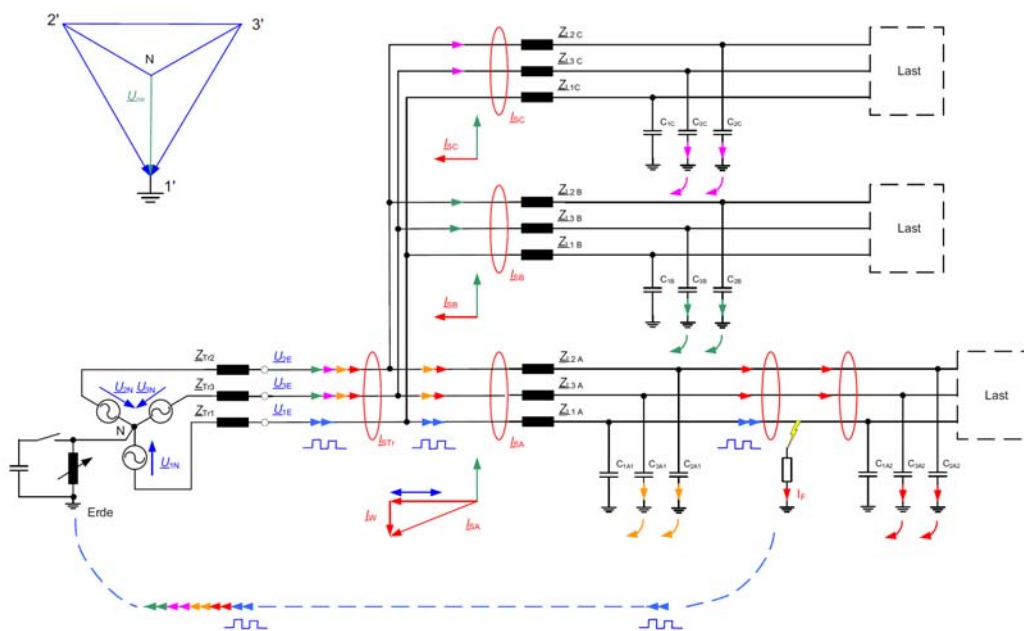 2'
3'
N
U_ne
1'
Z_L2 C
Z_L3 C
Z_L1C
I_SC
I_SC
C_1C
C_3C
C_2C
Last
Z_L2 B
Z_L3 B
Z_L1 B
I_SB
I_SB
C_1B
C_3B
C_2B
Last
Z_Tr2
Z_Tr3
Z_Tr1
U_2E
U_3E
U_1E
U_2N
U_3N
N
U_1N
Erde
I_STr
I_SA
Z_L2 A
Z_L3 A
Z_L1 A
C_1A1
C_3A1
C_2A1
I_F
C_1A2
C_3A2
C_2A2
Last
I_W
I_SA